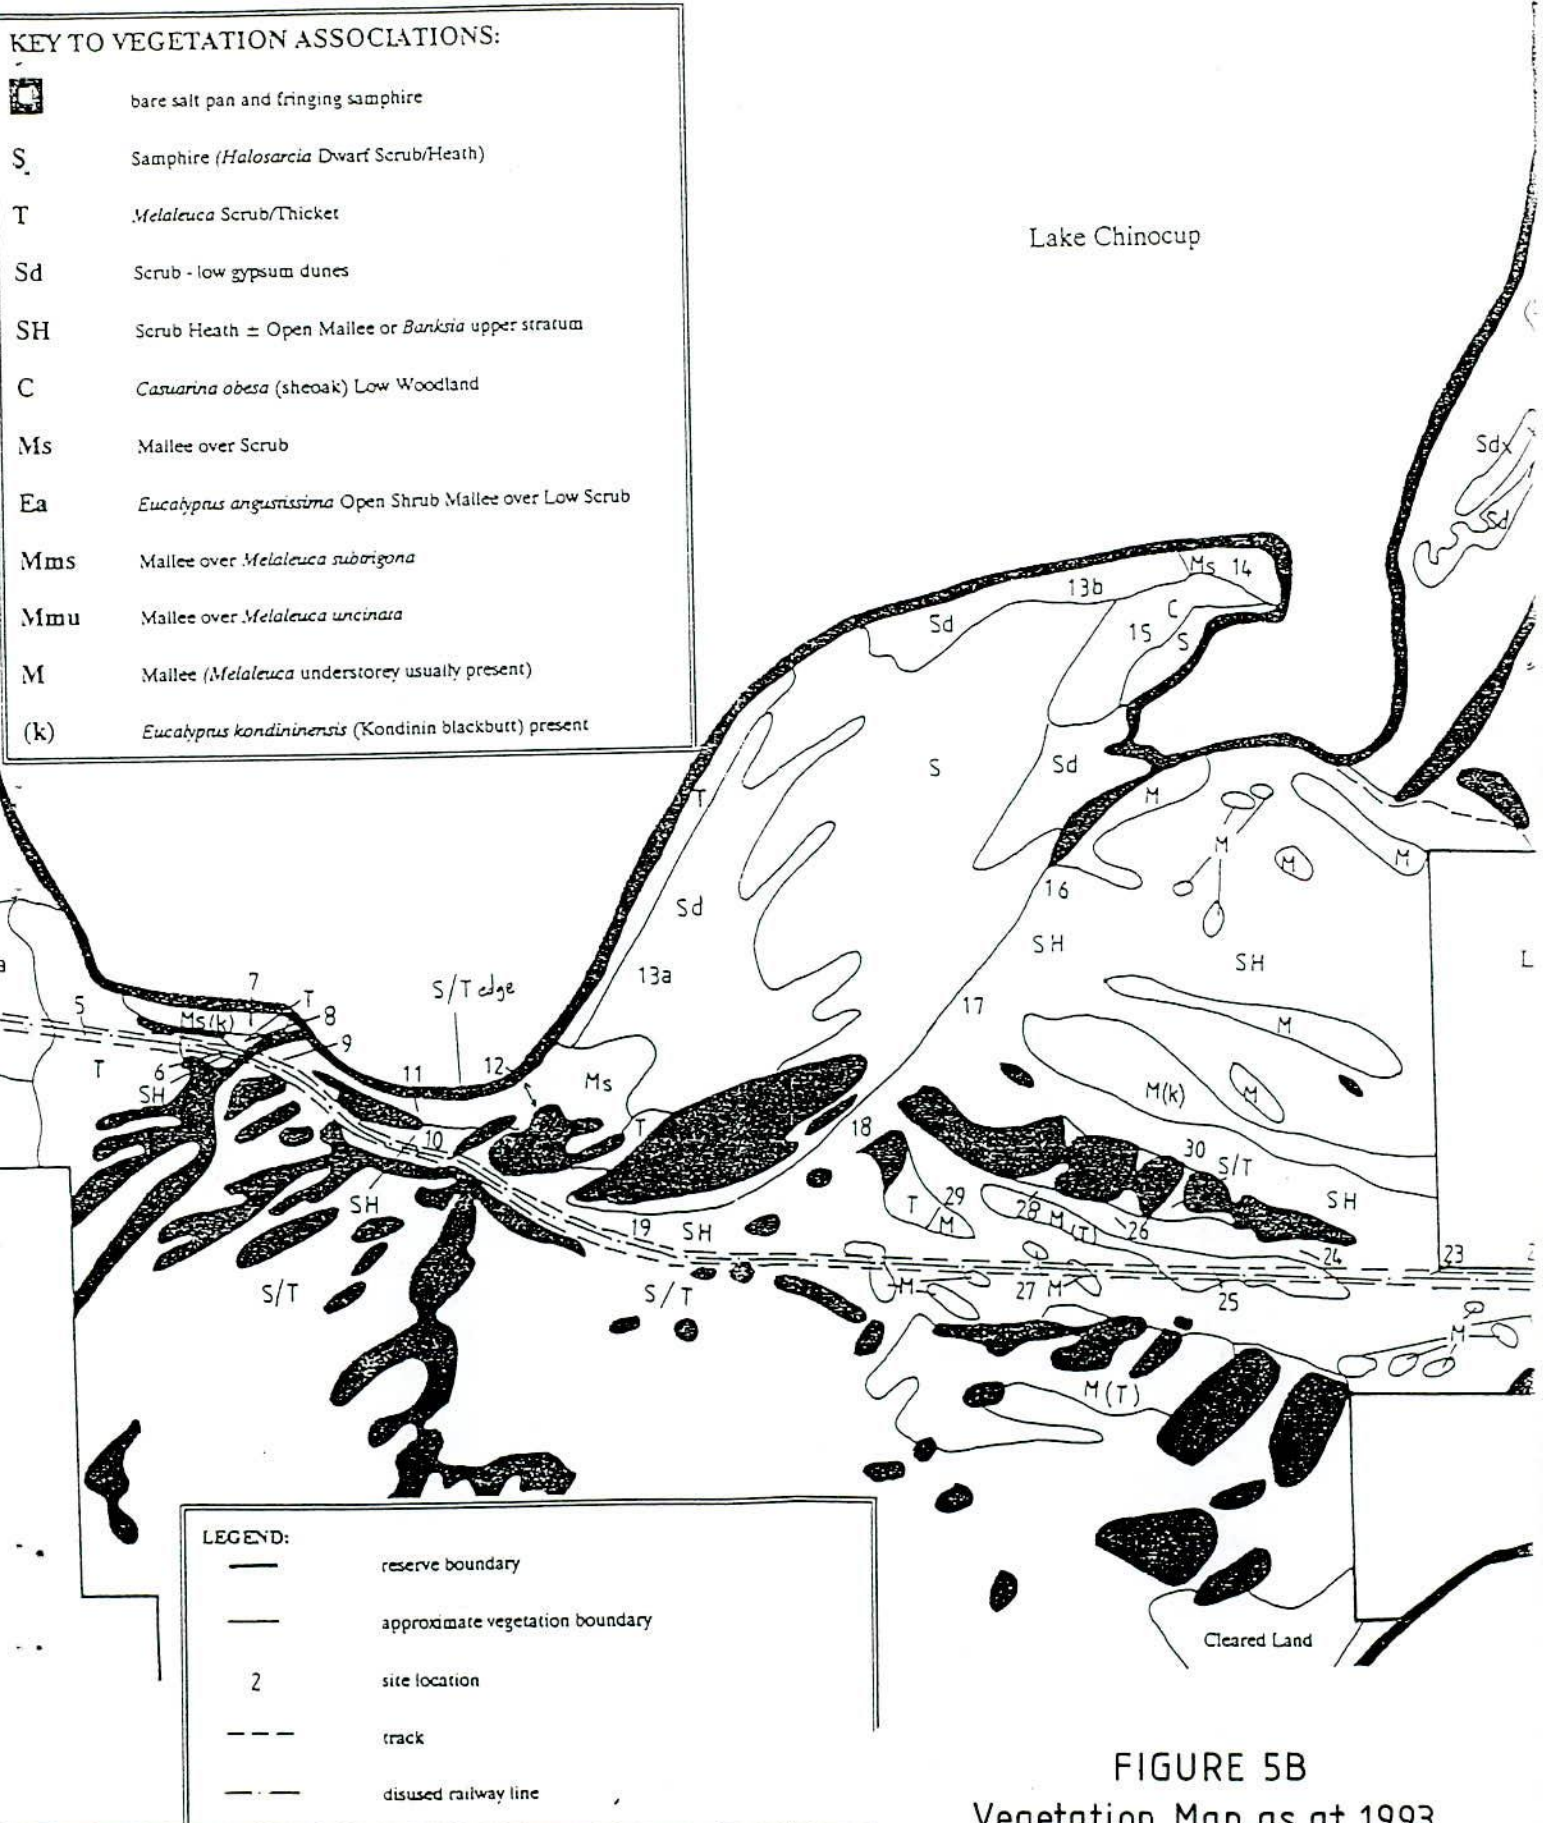 KEY TO VEGETATION ASSOCIATIONS:
bare salt pan and fringing samphire
S Samphire (Halosarcia Dwarf Scrub/Heath)
T Melaleuca Scrub/Thicket
Sd Scrub - low gypsum dunes
SH Scrub Heath ± Open Mallee or Banksia upper stratum
C Casuarina obesa (sheoak) Low Woodland
Ms Mallee over Scrub
Ea Eucalyptus angustissima Open Shrub Mallee over Low Scrub
Mms Mallee over Melaleuca subtrigona
Mmu Mallee over Melaleuca uncinata
M Mallee (Melaleuca understorey usually present)
(k) Eucalyptus kondininensis (Kondinin blackbutt) present
Lake Chinocup
Sdx
Sd
Ms 14
13b
C
Sd
15
S
S
Sd
T
M
M
M
M
16
Sd
SH
SH
13a
17
7
S/T edge
T
5
Ms(k)
8
M
9
T
6
11
12
Ms
SH
M(k)
M
T
18
10
30
S/T
SH
SH
T
29
M
28
M
(T)
26
19
SH
24
23
S/T
S/T
M
27
M
25
M
M(T)
LEGEND:
reserve boundary
approximate vegetation boundary
2 site location
track
disused railway line
Cleared Land
FIGURE 5B
Vegetation Map as at 1993